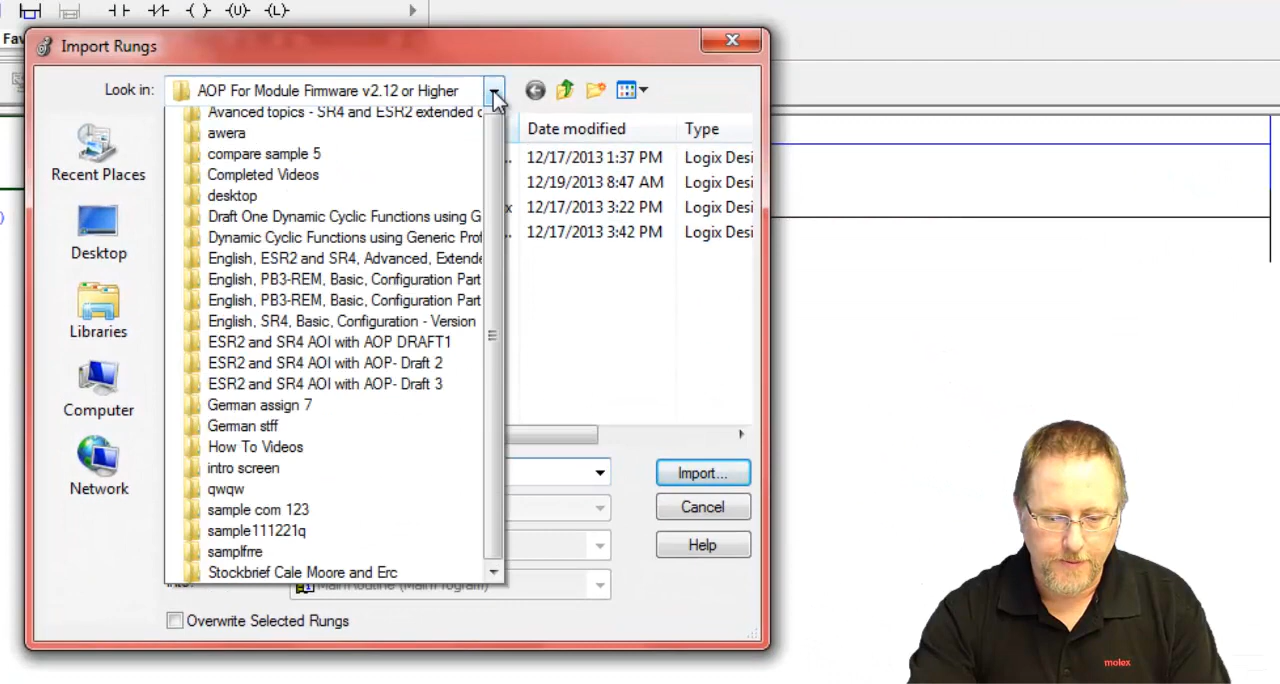 Fav
Import Rungs
Look in:
AOP For Module Firmware v2.12 or Higher
Avanced topics - SR4 and ESR2 extended
awera
compare sample 5
Completed Videos
desktop
Draft One Dynamic Cyclic Functions using G
Dynamic Cyclic Functions using Generic Prof
English, ESR2 and SR4, Advanced, Extende
English, PB3-REM, Basic, Configuration Part
English, PB3-REM, Basic, Configuration Part
English, SR4, Basic, Configuration - Version
ESR2 and SR4 AOI with AOP DRAFT1
ESR2 and SR4 AOI with AOP- Draft 2
ESR2 and SR4 AOI with AOP- Draft 3
German assign 7
German stff
How To Videos
intro screen
qwqw
sample com 123
sample111221q
samplfrre
Stockbrief Cale Moore and Erc
Recent Places
Desktop
Libraries
Computer
Network
Date modified
Type
12/17/2013 1:37 PM
Logix Desi
12/19/2013 8:47 AM
Logix Desi
12/17/2013 3:22 PM
Logix Desi
12/17/2013 3:42 PM
Logix Desi
Import...
Cancel
Help
Into:
MainRoutine (MainProgram)
Overwrite Selected Rungs
molex